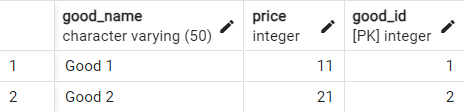 good_name price good_id
character varying (50) integer [PK] integer
1 Good 1 11 1
2 Good 2 21 2